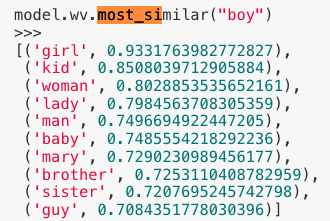 model.wv.most_similar("boy")
>>>
[('girl', 0.9331763982772827),
('kid', 0.8508039712905884),
('woman', 0.8028853535652161),
('lady', 0.7984563708305359),
('man', 0.7496694922447205),
('baby', 0.7485554218292236),
('mary', 0.7290230989456177),
('brother', 0.7253110408782959),
('sister', 0.7207695245742798),
('guy', 0.7084351778030396)]